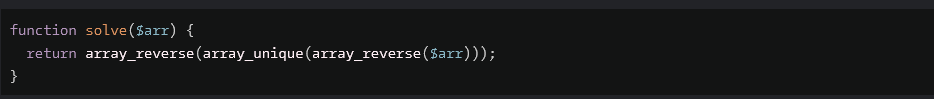 function solve($arr) {
  return array_reverse(array_unique(array_reverse($arr)));
}